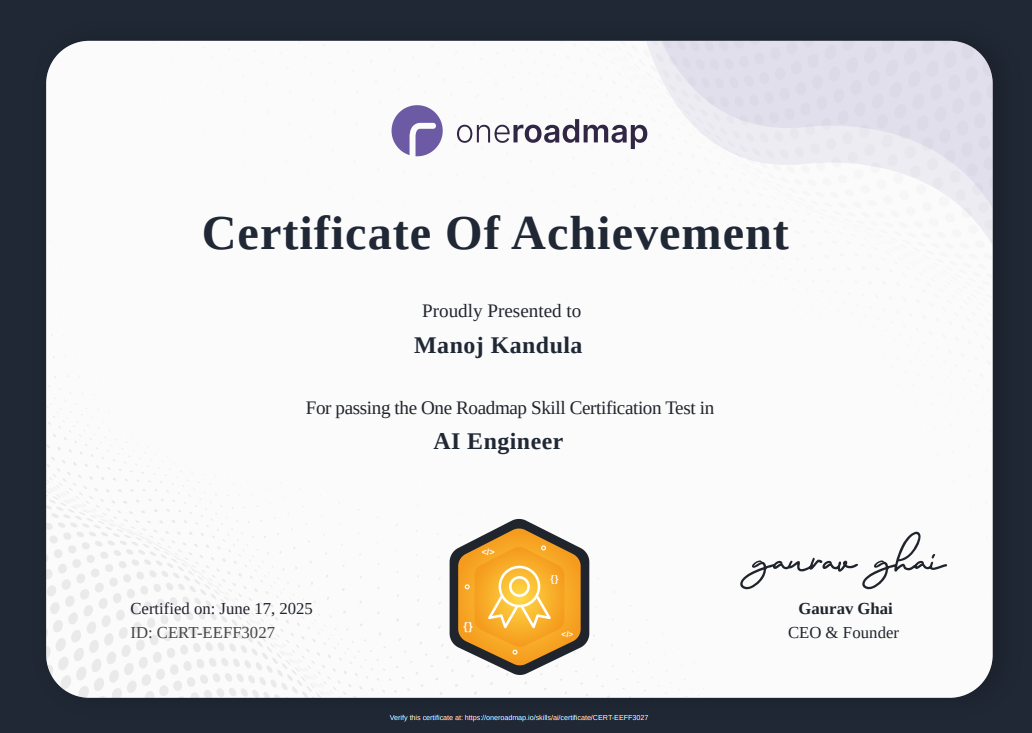 oneroadmap
Certificate Of Achievement
Proudly Presented to
Manoj Kandula
For passing the One Roadmap Skill Certification Test in
AI Engineer
</>
{}
{}
</>
gaurav ghai
Certified on: June 17, 2025
ID: CERT-EEFF3027
Gaurav Ghai
CEO & Founder
Verify this certificate at: https://oneroadmap.io/skills/ai/certificate/CERT-EEFF3027